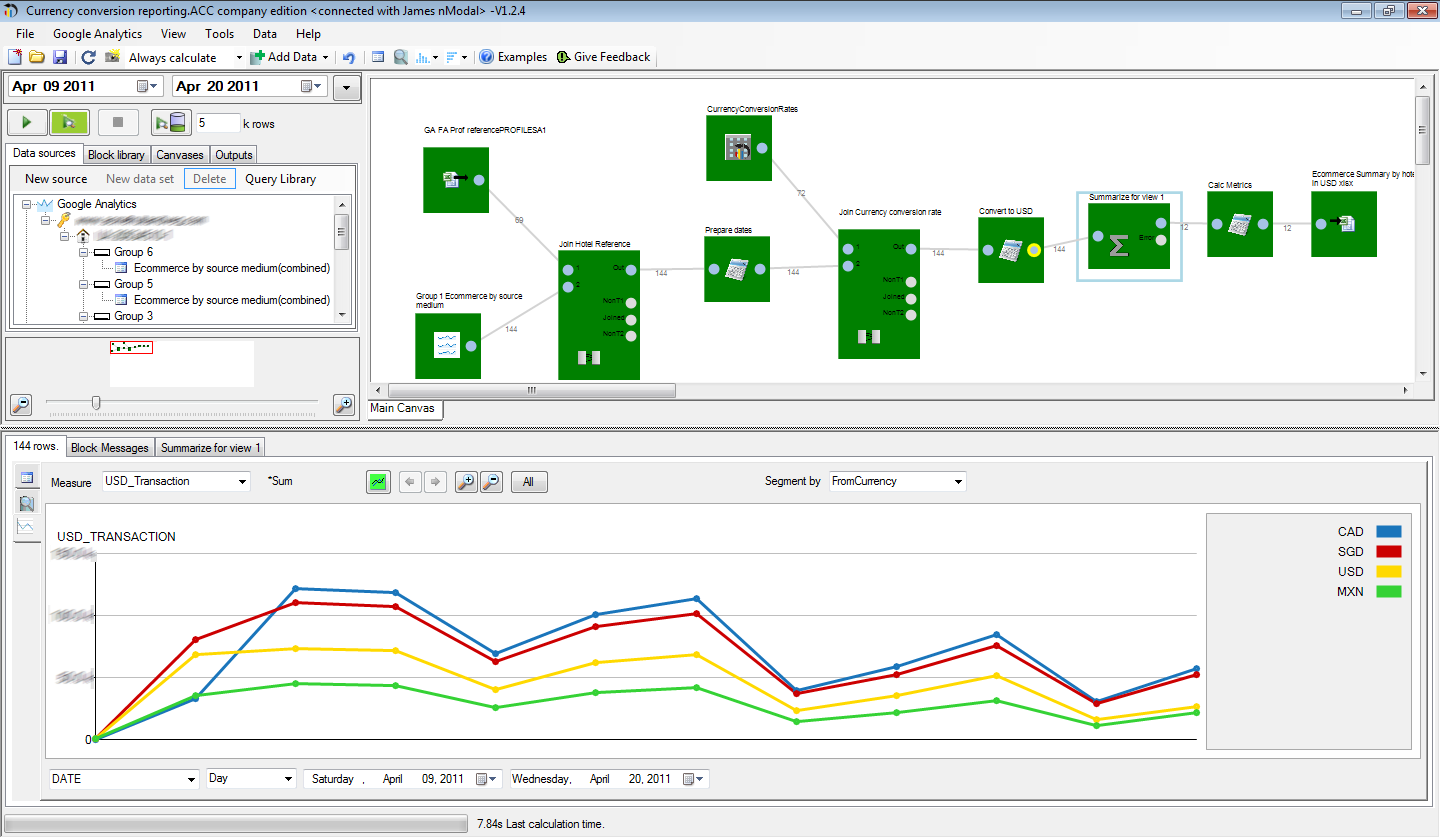 Currency conversion reporting.ACC company edition <connected with James nModal> -V1.2.4
File Google Analytics View Tools Data Help
Always calculate Add Data Examples Give Feedback
Apr 09 2011 Apr 20 2011
5 k rows
Data sources Block library Canvases Outputs
New source New data set Delete Query Library
Google Analytics
Group 6
Ecommerce by source medium(combined)
Group 5
Ecommerce by source medium(combined)
Group 3
GA FA Prof referencePROFILESA1
69
Group 1 Ecommerce by source
medium
144
Join Hotel Reference
1 Out
2
NonT1
Joined
NonT2
144
Prepare dates
144
CurrencyConversionRates
72
Join Currency conversion rate
1 Out
2
NonT1
Joined
NonT2
144
Convert to USD
144
Summarize for view 1
Error
12
Calc Metrics
12
Ecommerce Summary by hote
in USD xlsx
Main Canvas
144 rows. Block Messages Summarize for view 1
Measure USD_Transaction *Sum All Segment by FromCurrency
USD_TRANSACTION
0
CAD
SGD
USD
MXN
DATE Day Saturday , April 09, 2011 Wednesday, April 20, 2011
7.84s Last calculation time.